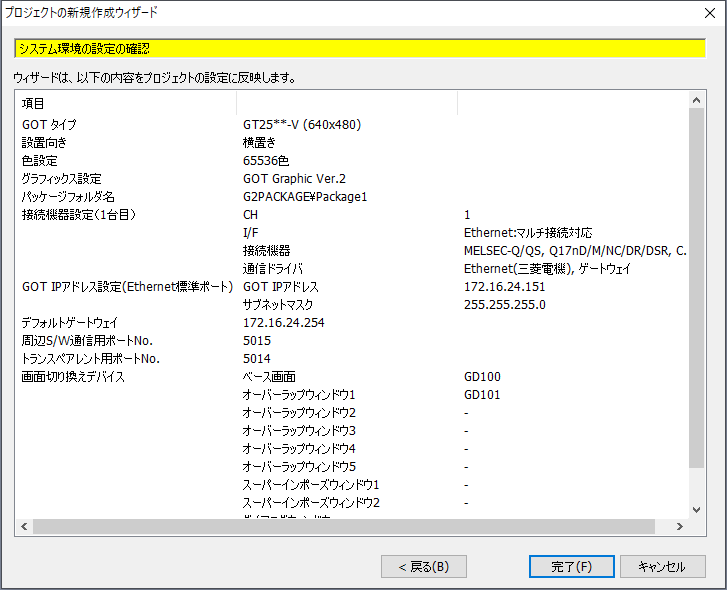 プロジェクトの新規作成ウィザード
システム環境の設定の確認
ウィザードは、以下の内容をプロジェクトの設定に反映します。
項目
GOT タイプ GT25**-V (640x480)
設置向き 横置き
色設定 65536色
グラフィックス設定 GOT Graphic Ver.2
パッケージフォルダ名 G2PACKAGE¥Package1
接続機器設定(1台目) CH 1
I/F Ethernet:マルチ接続対応
接続機器 MELSEC-Q/QS, Q17nD/M/NC/DR/DSR, C.
通信ドライバ Ethernet(三菱電機), ゲートウェイ
GOT IPアドレス設定(Ethernet標準ポート) GOT IPアドレス 172.16.24.151
サブネットマスク 255.255.255.0
デフォルトゲートウェイ 172.16.24.254
周辺S/W通信用ポートNo. 5015
トランスペアレント用ポートNo. 5014
画面切り換えデバイス ベース画面 GD100
オーバーラップウィンドウ1 GD101
オーバーラップウィンドウ2 -
オーバーラップウィンドウ3 -
オーバーラップウィンドウ4 -
オーバーラップウィンドウ5 -
スーパーインポーズウィンドウ1 -
スーパーインポーズウィンドウ2 -
< 戻る(B) 完了(F) キャンセル